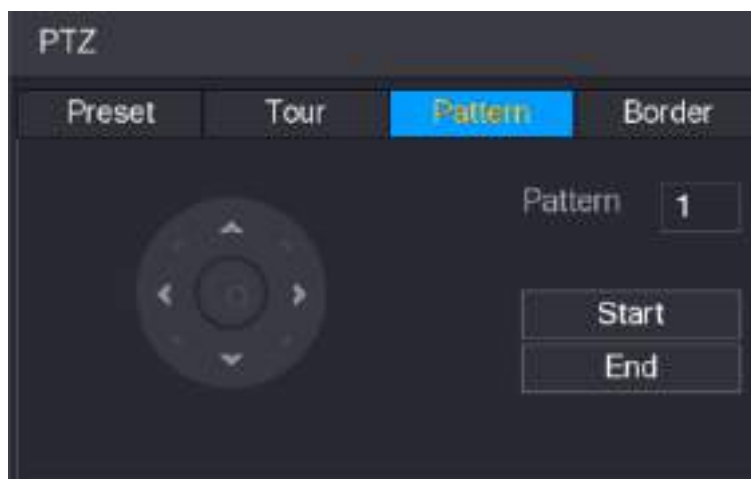 PTZ
Preset Tour Pattern Border
Pattern 1
Start
End